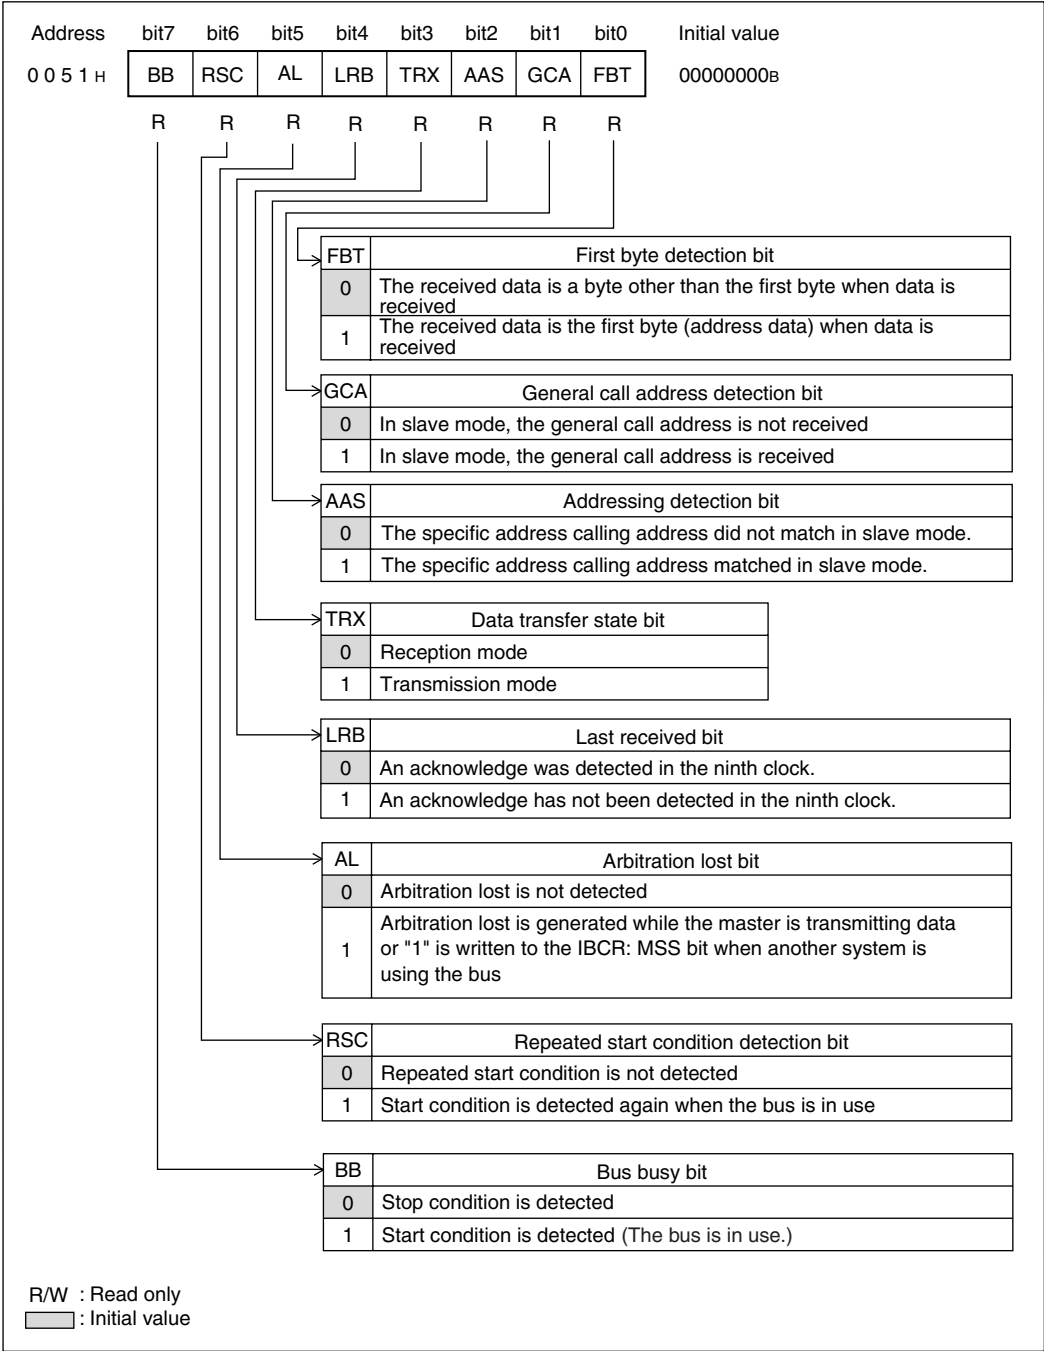 Address bit7 bit6 bit5 bit4 bit3 bit2 bit1 bit0 Initial value
0 0 5 1 H BB RSC AL LRB TRX AAS GCA FBT 00000000B
R R R R R R R R
FBT First byte detection bit
0 The received data is a byte other than the first byte when data is
received
1 The received data is the first byte (address data) when data is
received
GCA General call address detection bit
0 In slave mode, the general call address is not received
1 In slave mode, the general call address is received
AAS Addressing detection bit
0 The specific address calling address did not match in slave mode.
1 The specific address calling address matched in slave mode.
TRX Data transfer state bit
0 Reception mode
1 Transmission mode
LRB Last received bit
0 An acknowledge was detected in the ninth clock.
1 An acknowledge has not been detected in the ninth clock.
AL Arbitration lost bit
0 Arbitration lost is not detected
1 Arbitration lost is generated while the master is transmitting data
or "1" is written to the IBCR: MSS bit when another system is
using the bus
RSC Repeated start condition detection bit
0 Repeated start condition is not detected
1 Start condition is detected again when the bus is in use
BB Bus busy bit
0 Stop condition is detected
1 Start condition is detected (The bus is in use.)
R/W : Read only
: Initial value